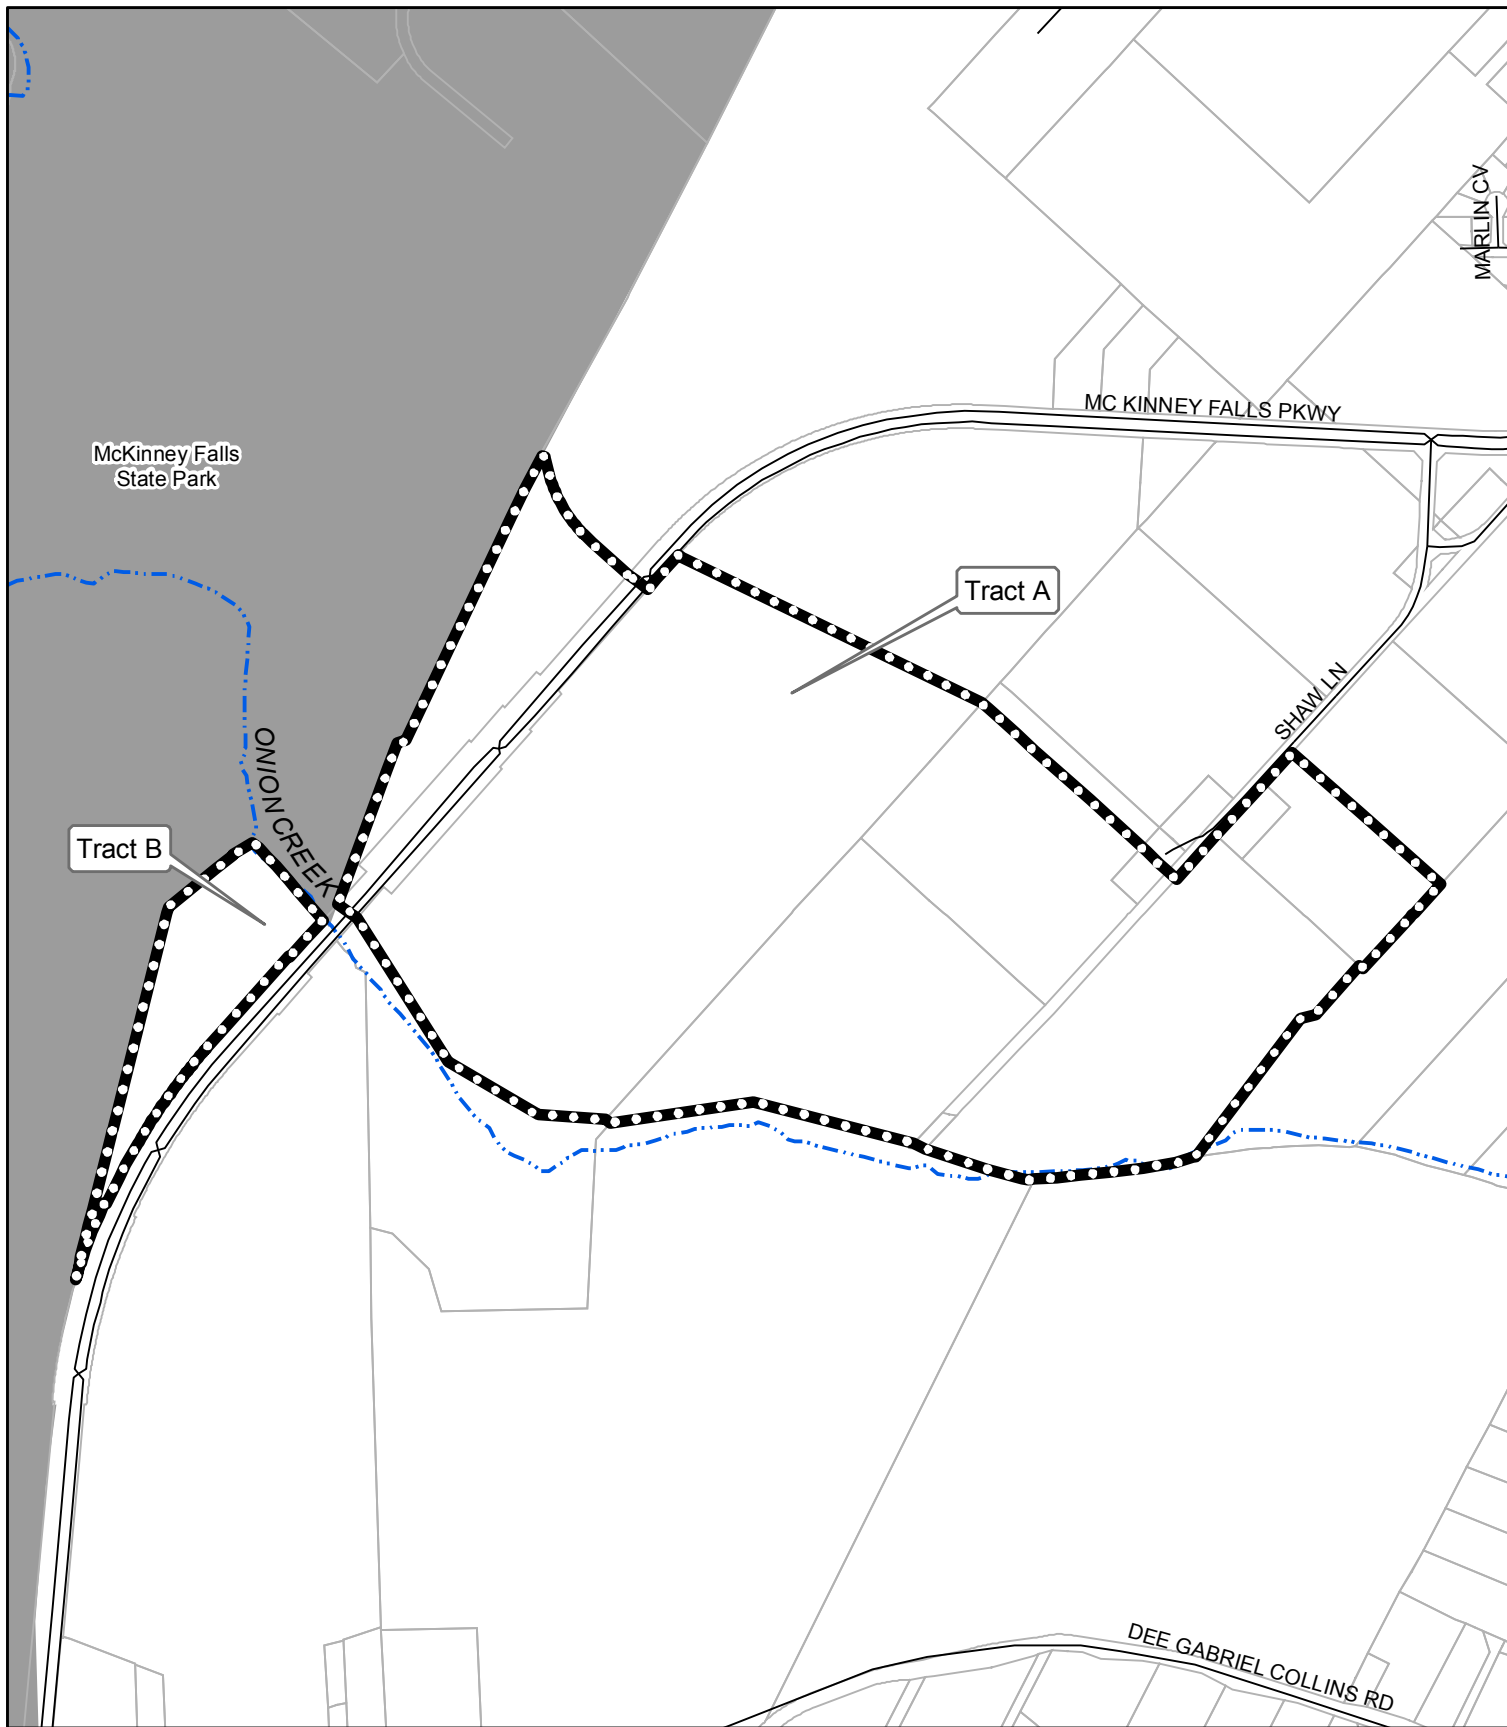 MARLIN CV
MC KINNEY FALLS PKWY
McKinney Falls
State Park
Tract A
SHAW LN
ONION CREEK
Tract B
DEE GABRIEL COLLINS RD